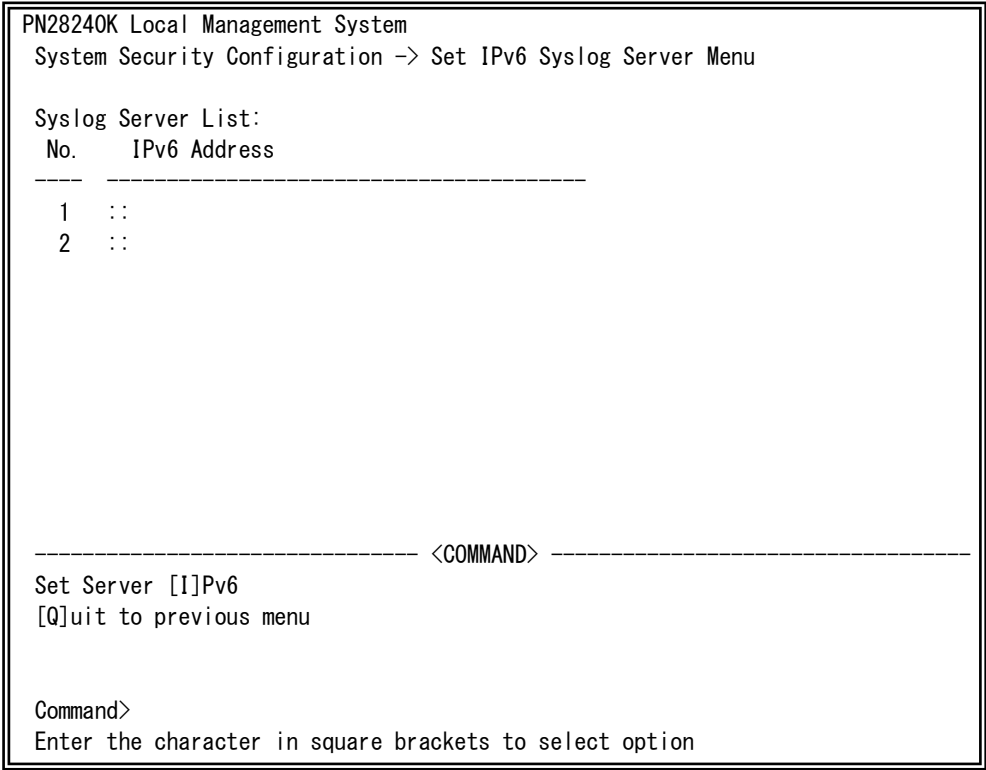 PN28240K Local Management System
System Security Configuration -> Set IPv6 Syslog Server Menu
Syslog Server List:
No.    IPv6 Address
----  ----------------------------------------
1   ::
2   ::
-------------------------------- <COMMAND> -----------------------------------
Set Server [I]Pv6
[Q]uit to previous menu
Command>
Enter the character in square brackets to select option